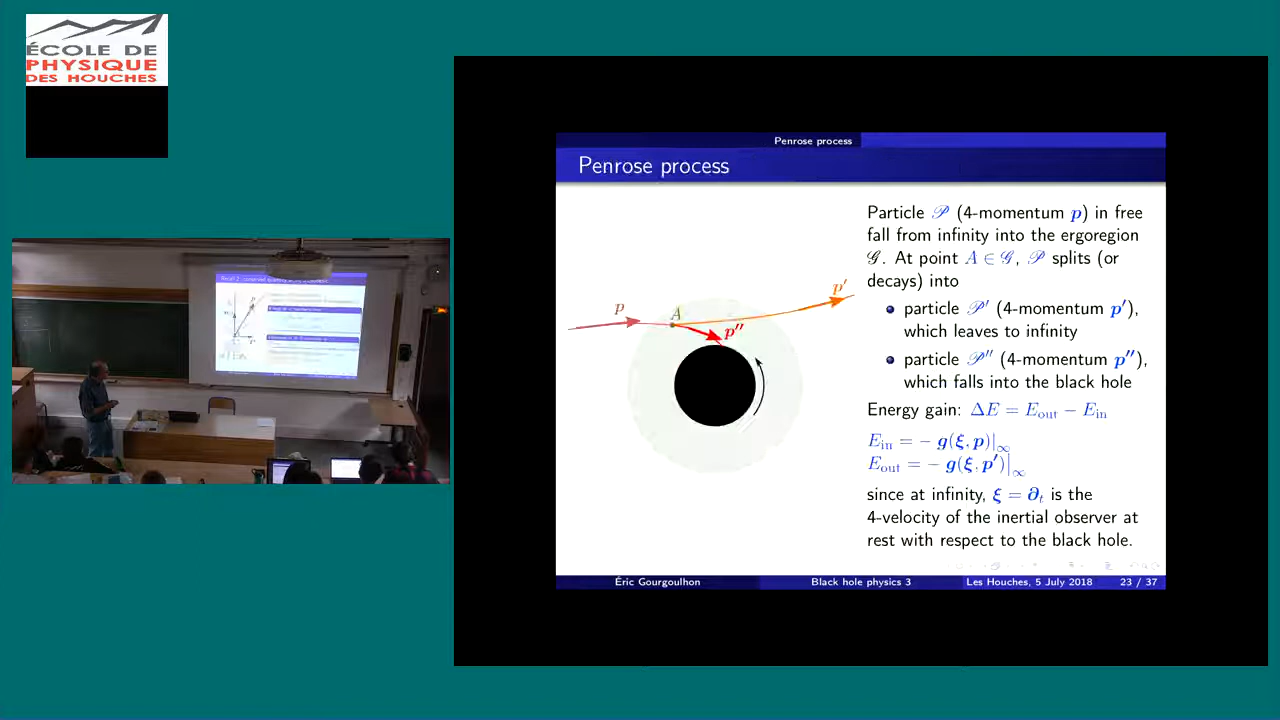 ÉCOLE DE
PHYSIQUE
DES HOUCHES
Penrose process
Penrose process
p
A
p′
p″
Particle 𝒫 (4-momentum p) in free
fall from infinity into the ergoregion
𝒢. At point A ∈ 𝒢, 𝒫 splits (or
decays) into
particle 𝒫′ (4-momentum p′),
which leaves to infinity
particle 𝒫″ (4-momentum p″),
which falls into the black hole
Energy gain: ΔE = E_out − E_in
E_in = − g(ξ, p)|_∞
E_out = − g(ξ, p′)|_∞
since at infinity, ξ = ∂_t is the
4-velocity of the inertial observer at
rest with respect to the black hole.
Éric Gourgoulhon
Black hole physics 3
Les Houches, 5 July 2018
23 / 37